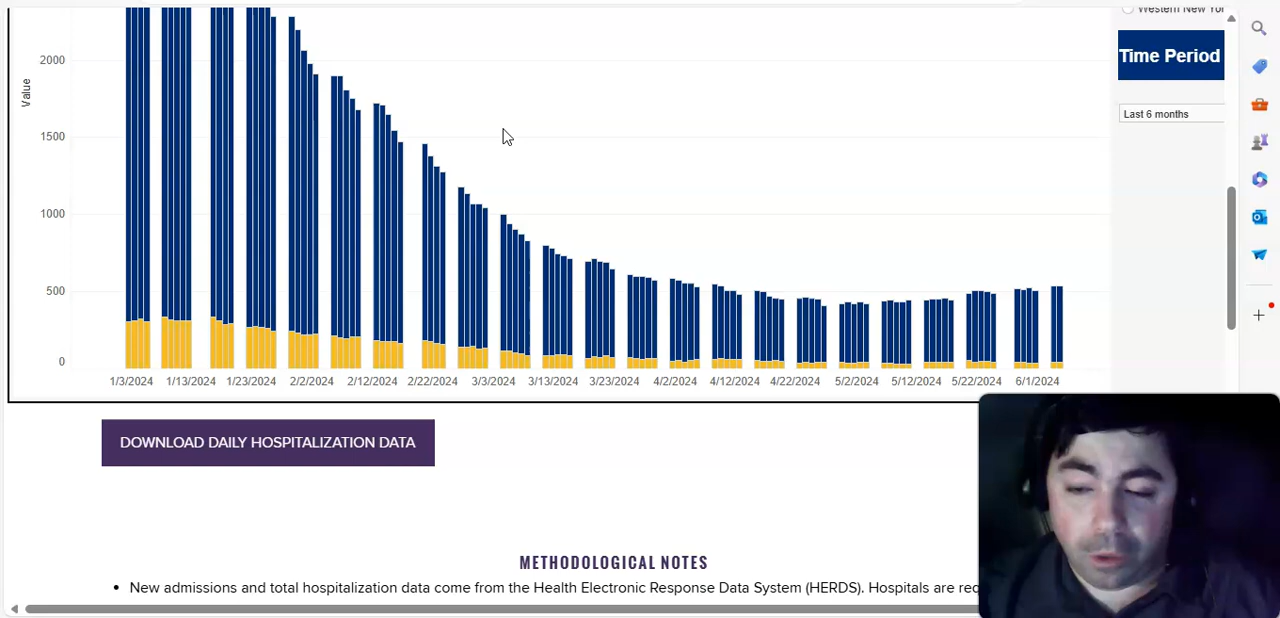 Western New Yor
Time Period
Last 6 months
Value
2000
1500
1000
500
0
1/3/2024 1/13/2024 1/23/2024 2/2/2024 2/12/2024 2/22/2024 3/3/2024 3/13/2024 3/23/2024 4/2/2024 4/12/2024 4/22/2024 5/2/2024 5/12/2024 5/22/2024 6/1/2024
DOWNLOAD DAILY HOSPITALIZATION DATA
METHODOLOGICAL NOTES
• New admissions and total hospitalization data come from the Health Electronic Response Data System (HERDS). Hospitals are req